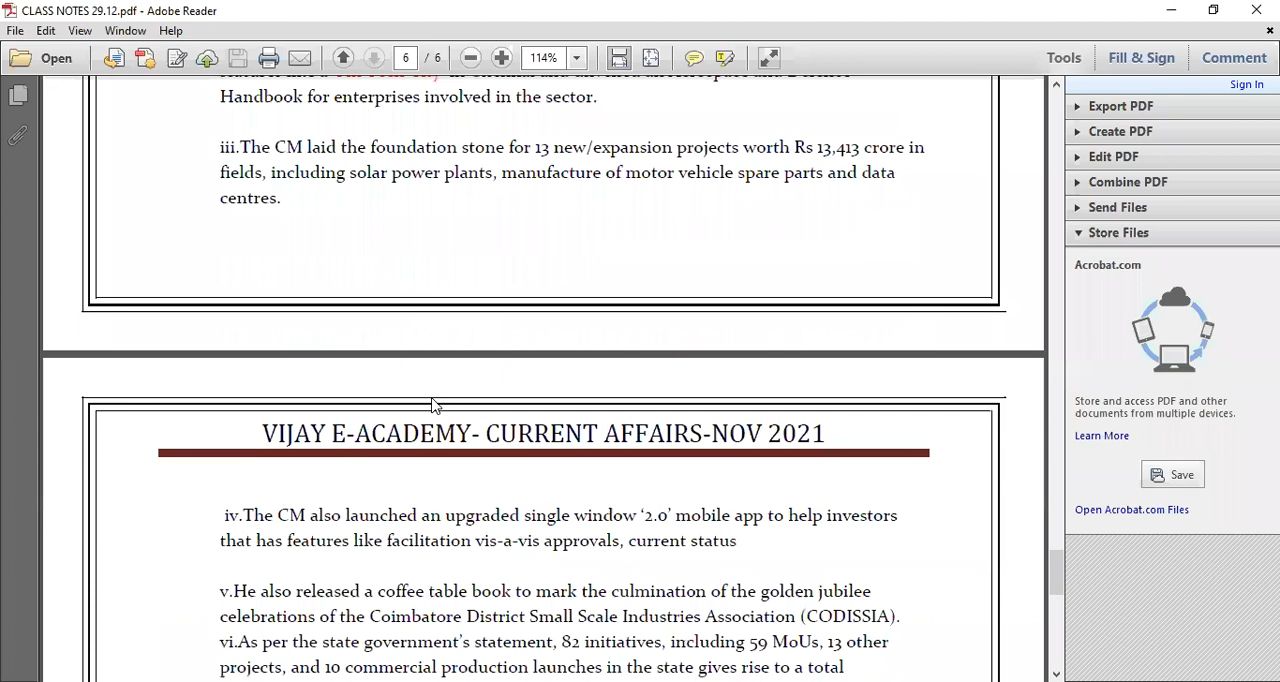 CLASS NOTES 29.12.pdf - Adobe Reader
File Edit View Window Help
Open 6 / 6 114% Tools Fill & Sign Comment
Sign In
Export PDF
Create PDF
Edit PDF
Combine PDF
Send Files
Store Files
Acrobat.com
Store and access PDF and other
documents from multiple devices.
Learn More
Save
Open Acrobat.com Files
Handbook for enterprises involved in the sector.
iii.The CM laid the foundation stone for 13 new/expansion projects worth Rs 13,413 crore in
fields, including solar power plants, manufacture of motor vehicle spare parts and data
centres.
VIJAY E-ACADEMY- CURRENT AFFAIRS-NOV 2021
iv.The CM also launched an upgraded single window ‘2.0’ mobile app to help investors
that has features like facilitation vis-a-vis approvals, current status
v.He also released a coffee table book to mark the culmination of the golden jubilee
celebrations of the Coimbatore District Small Scale Industries Association (CODISSIA).
vi.As per the state government’s statement, 82 initiatives, including 59 MoUs, 13 other
projects, and 10 commercial production launches in the state gives rise to a total